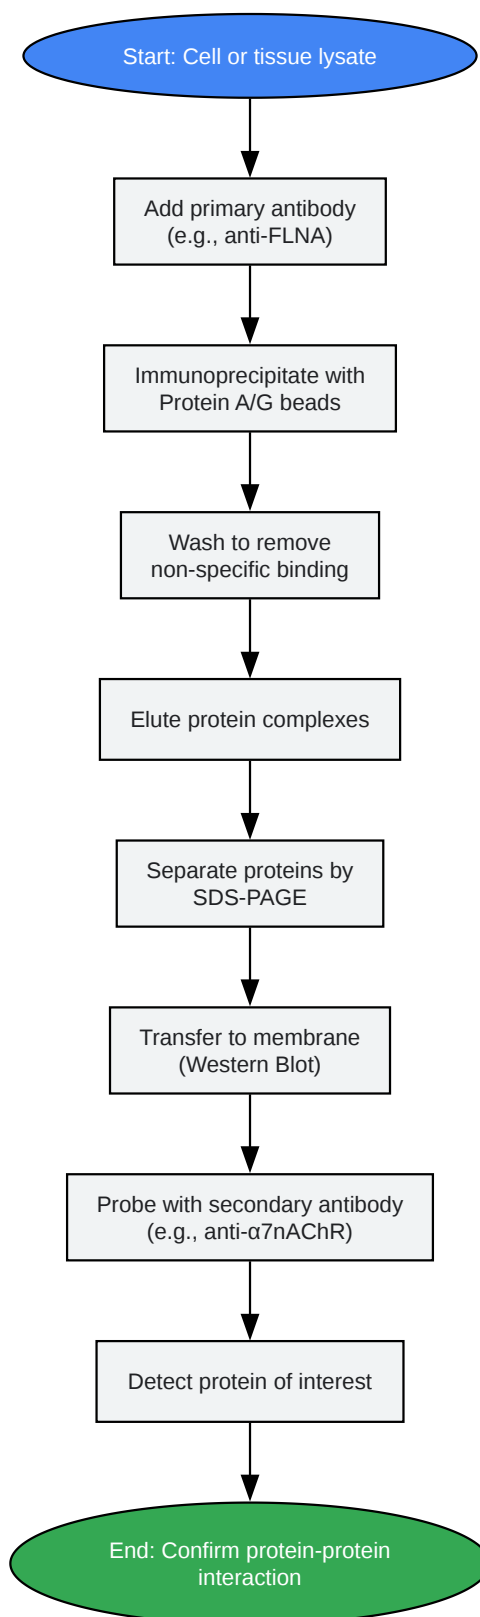 Start: Cell or tissue lysate
Add primary antibody
(e.g., anti-FLNA)
Immunoprecipitate with
Protein A/G beads
Wash to remove
non-specific binding
Elute protein complexes
Separate proteins by
SDS-PAGE
Transfer to membrane
(Western Blot)
Probe with secondary antibody
(e.g., anti-α7nAChR)
Detect protein of interest
End: Confirm protein-protein
interaction